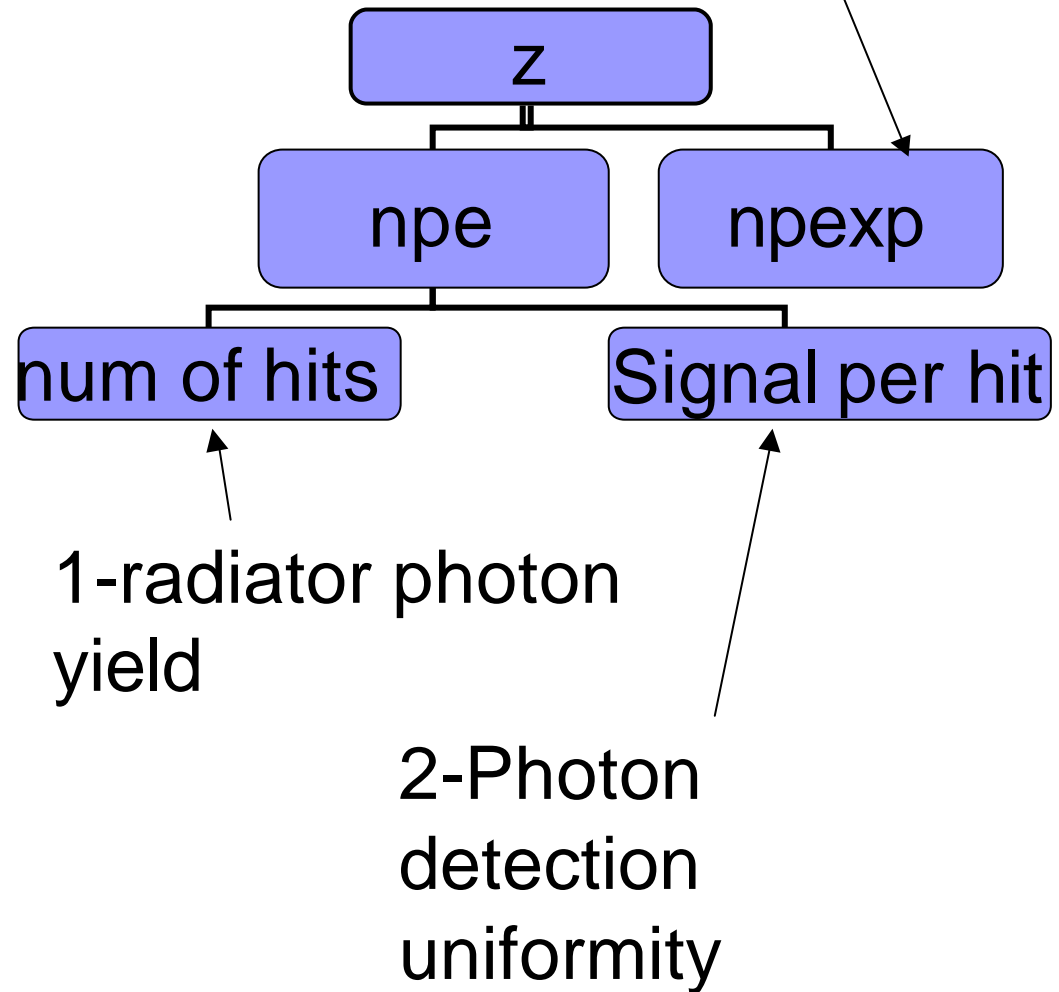 z
npe
npexp
num of hits
Signal per hit
1-radiator photon
yield
2-Photon
detection
uniformity